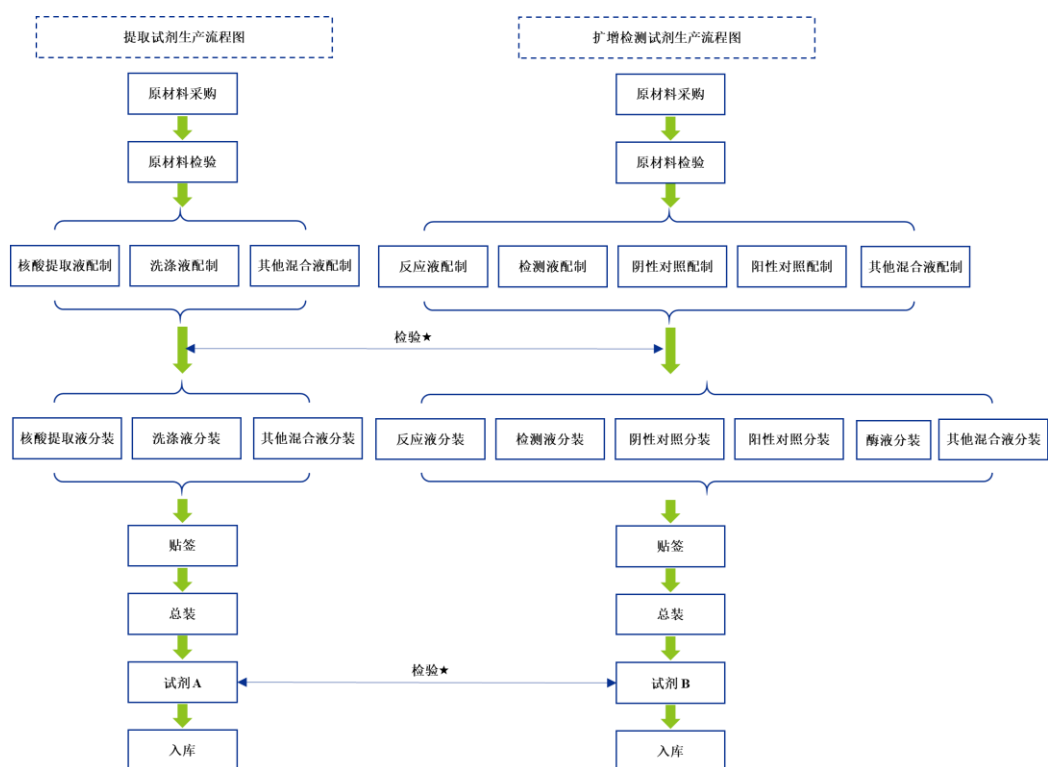 提取试剂生产流程图
扩增检测试剂生产流程图
原材料采购
原材料采购
原材料检验
原材料检验
核酸提取液配制
洗涤液配制
其他混合液配制
反应液配制
检测液配制
阴性对照配制
阳性对照配制
其他混合液配制
检验★
核酸提取液分装
洗涤液分装
其他混合液分装
反应液分装
检测液分装
阴性对照分装
阳性对照分装
酶液分装
其他混合液分装
贴签
贴签
总装
总装
检验★
试剂A
试剂B
入库
入库